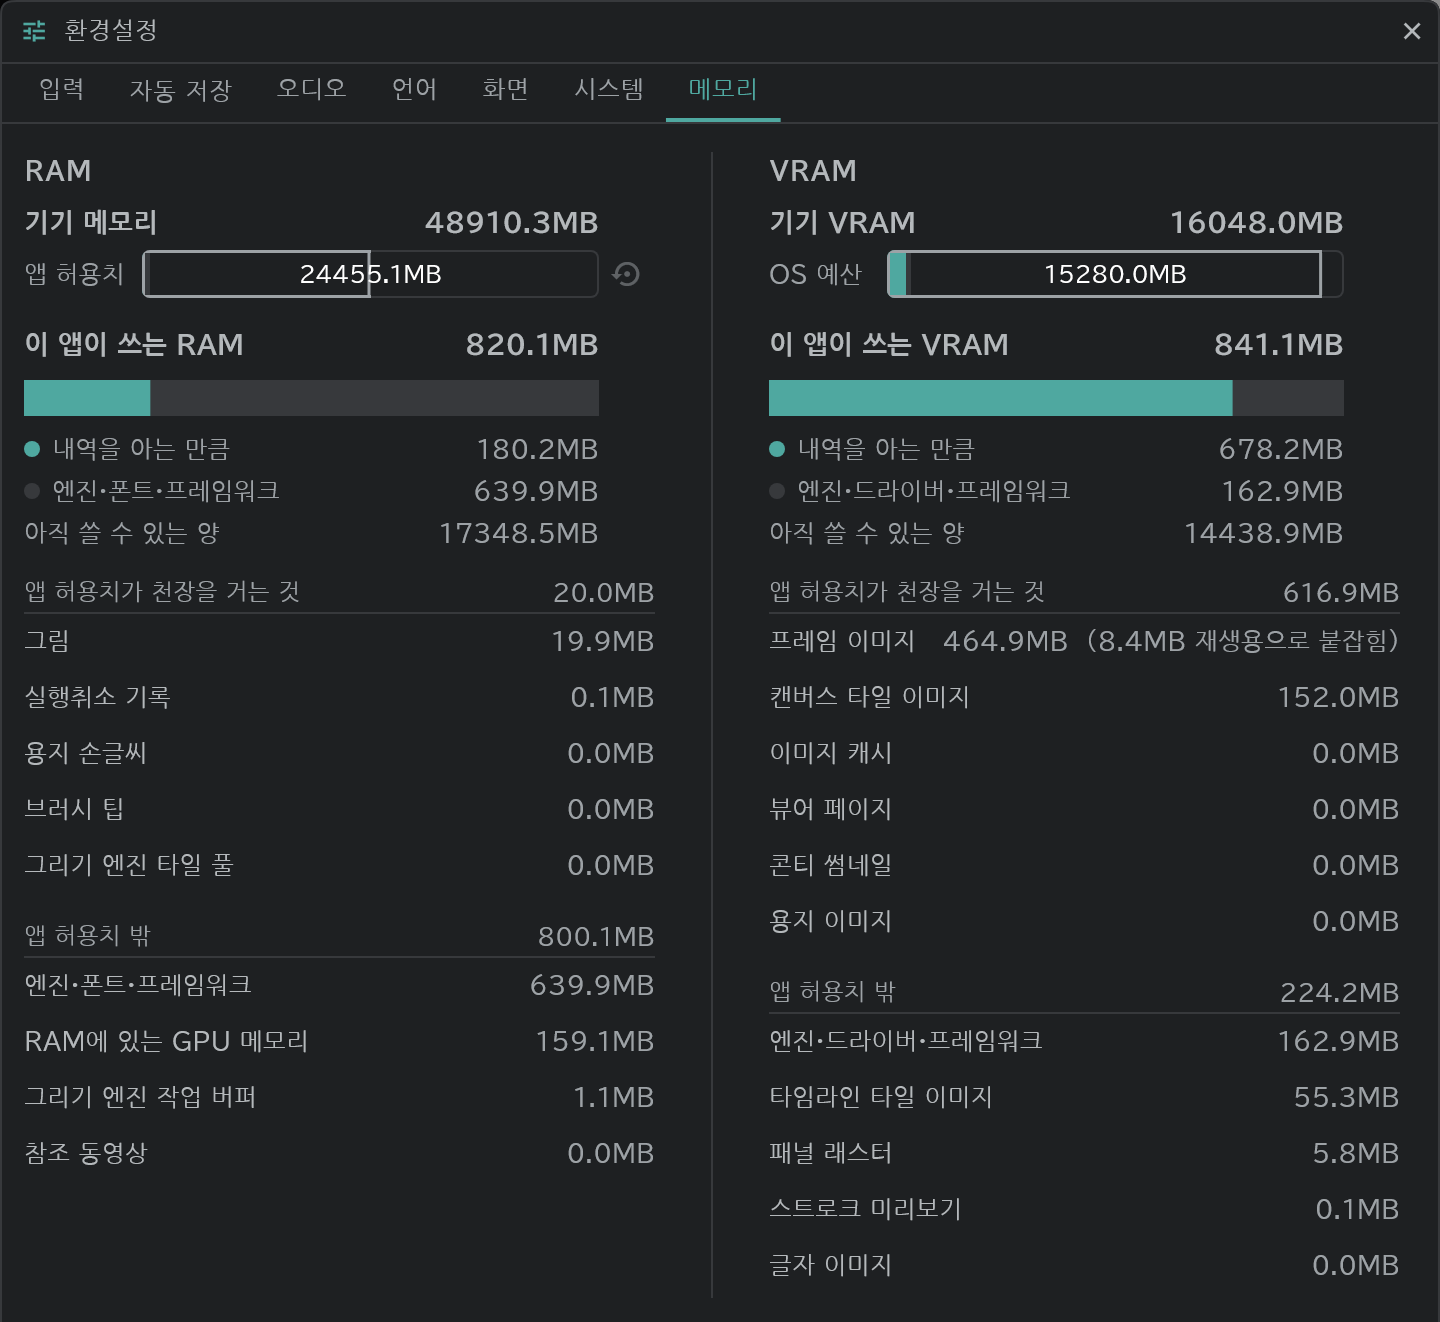 환경설정
입력 자동 저장 오디오 언어 화면 시스템 메모리
RAM
기기 메모리 48910.3MB
앱 허용치 24455.1MB
이 앱이 쓰는 RAM 820.1MB
내역을 아는 만큼 180.2MB
엔진·폰트·프레임워크 639.9MB
아직 쓸 수 있는 양 17348.5MB
앱 허용치가 천장을 거는 것 20.0MB
그림 19.9MB
실행취소 기록 0.1MB
용지 손글씨 0.0MB
브러시 팁 0.0MB
그리기 엔진 타일 풀 0.0MB
앱 허용치 밖 800.1MB
엔진·폰트·프레임워크 639.9MB
RAM에 있는 GPU 메모리 159.1MB
그리기 엔진 작업 버퍼 1.1MB
참조 동영상 0.0MB
VRAM
기기 VRAM 16048.0MB
OS 예산 15280.0MB
이 앱이 쓰는 VRAM 841.1MB
내역을 아는 만큼 678.2MB
엔진·드라이버·프레임워크 162.9MB
아직 쓸 수 있는 양 14438.9MB
앱 허용치가 천장을 거는 것 616.9MB
프레임 이미지 464.9MB (8.4MB 재생용으로 붙잡힘)
캔버스 타일 이미지 152.0MB
이미지 캐시 0.0MB
뷰어 페이지 0.0MB
콘티 썸네일 0.0MB
용지 이미지 0.0MB
앱 허용치 밖 224.2MB
엔진·드라이버·프레임워크 162.9MB
타임라인 타일 이미지 55.3MB
패널 래스터 5.8MB
스트로크 미리보기 0.1MB
글자 이미지 0.0MB